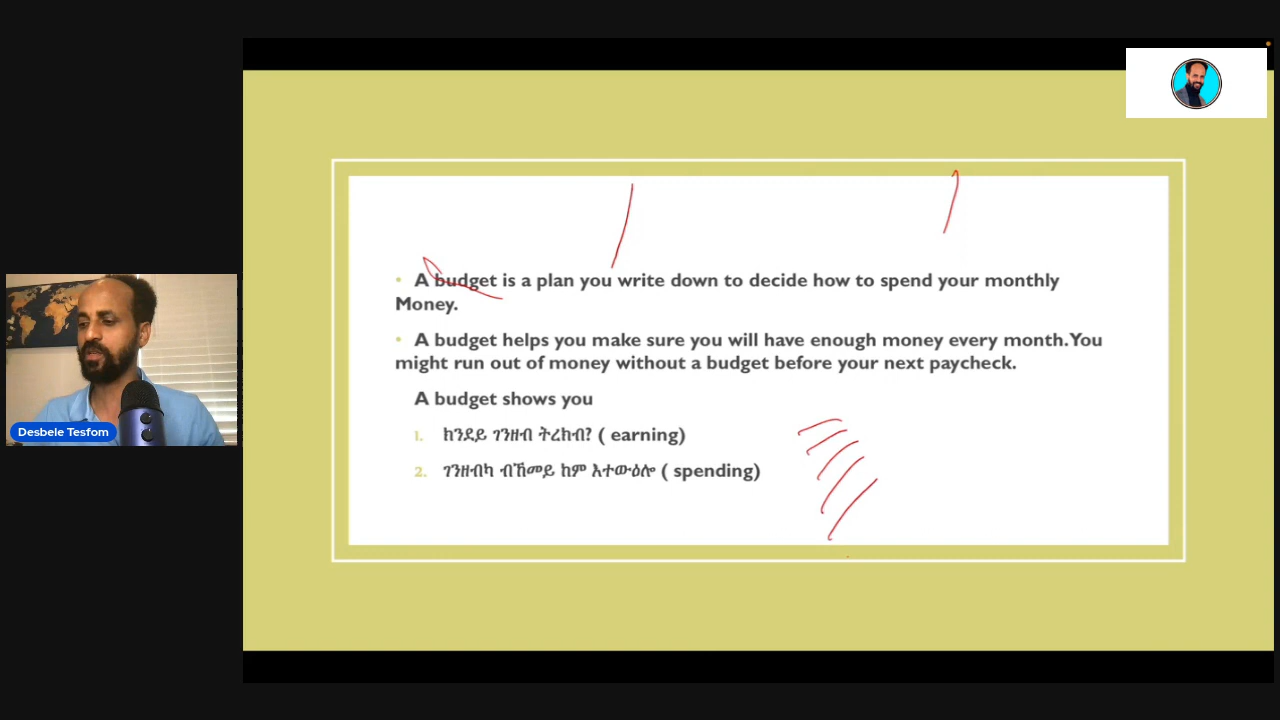 A budget is a plan you write down to decide how to spend your monthly
Money.
A budget helps you make sure you will have enough money every month.You
might run out of money without a budget before your next paycheck.
A budget shows you
1. ክንደይ ገንዘብ ትረክብ? ( earning)
2. ገንዘብካ ብኸመይ ከም እተውዕሎ ( spending)
Desbele Tesfom